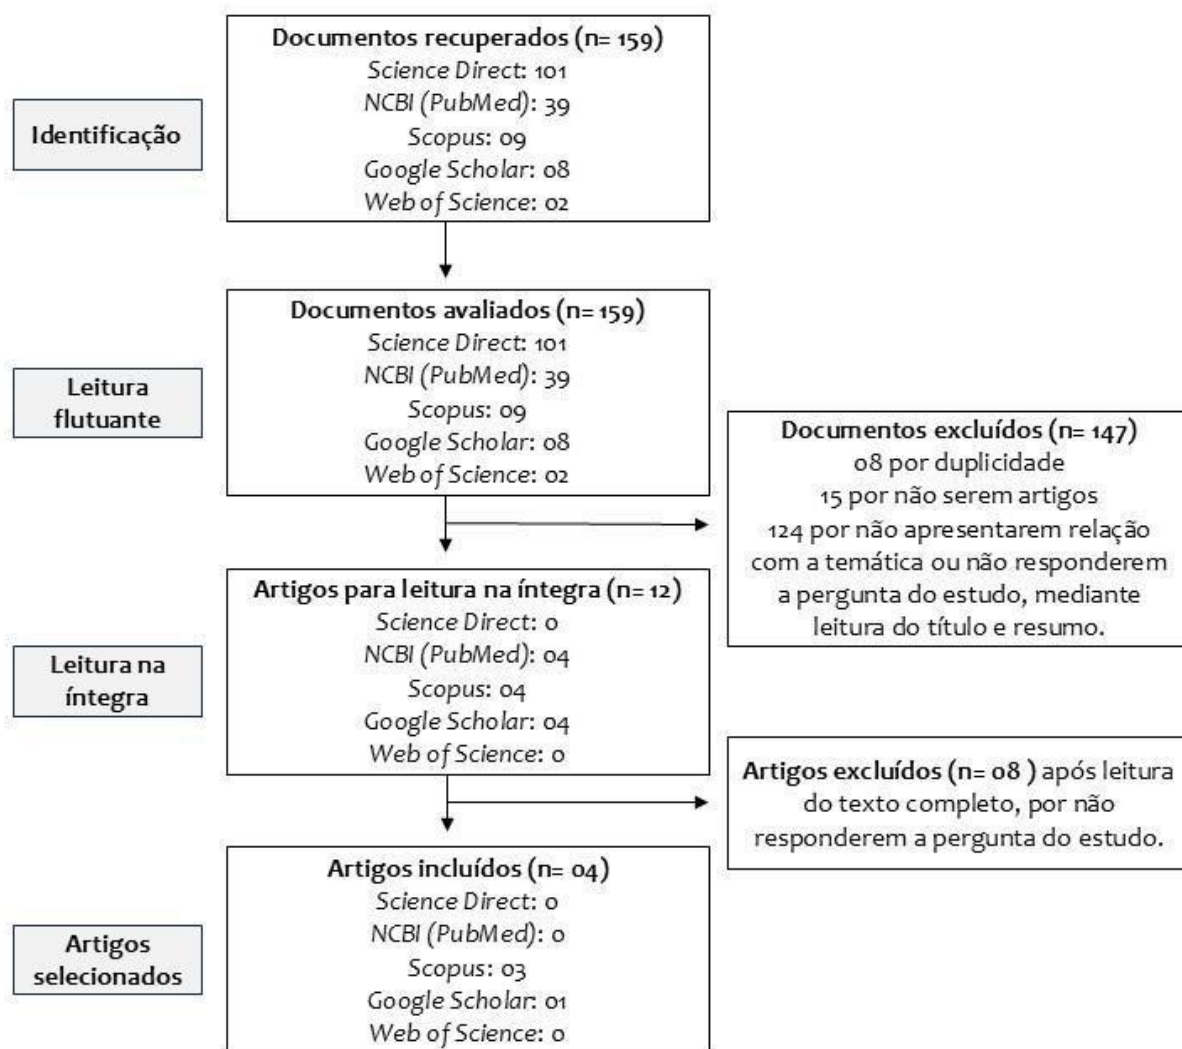 Identificação
Documentos recuperados (n= 159)
Science Direct: 101
NCBI (PubMed): 39
Scopus: 09
Google Scholar: 08
Web of Science: 02
Leitura
flutuante
Documentos avaliados (n= 159)
Science Direct: 101
NCBI (PubMed): 39
Scopus: 09
Google Scholar: 08
Web of Science: 02
Documentos excluídos (n= 147)
08 por duplicidade
15 por não serem artigos
124 por não apresentarem relação
com a temática ou não responderem
a pergunta do estudo, mediante
leitura do título e resumo.
Leitura na
íntegra
Artigos para leitura na íntegra (n= 12)
Science Direct: 0
NCBI (PubMed): 04
Scopus: 04
Google Scholar: 04
Web of Science: 0
Artigos excluídos (n= 08 ) após leitura
do texto completo, por não
responderem a pergunta do estudo.
Artigos
selecionados
Artigos incluídos (n= 04)
Science Direct: 0
NCBI (PubMed): 0
Scopus: 03
Google Scholar: 01
Web of Science: 0